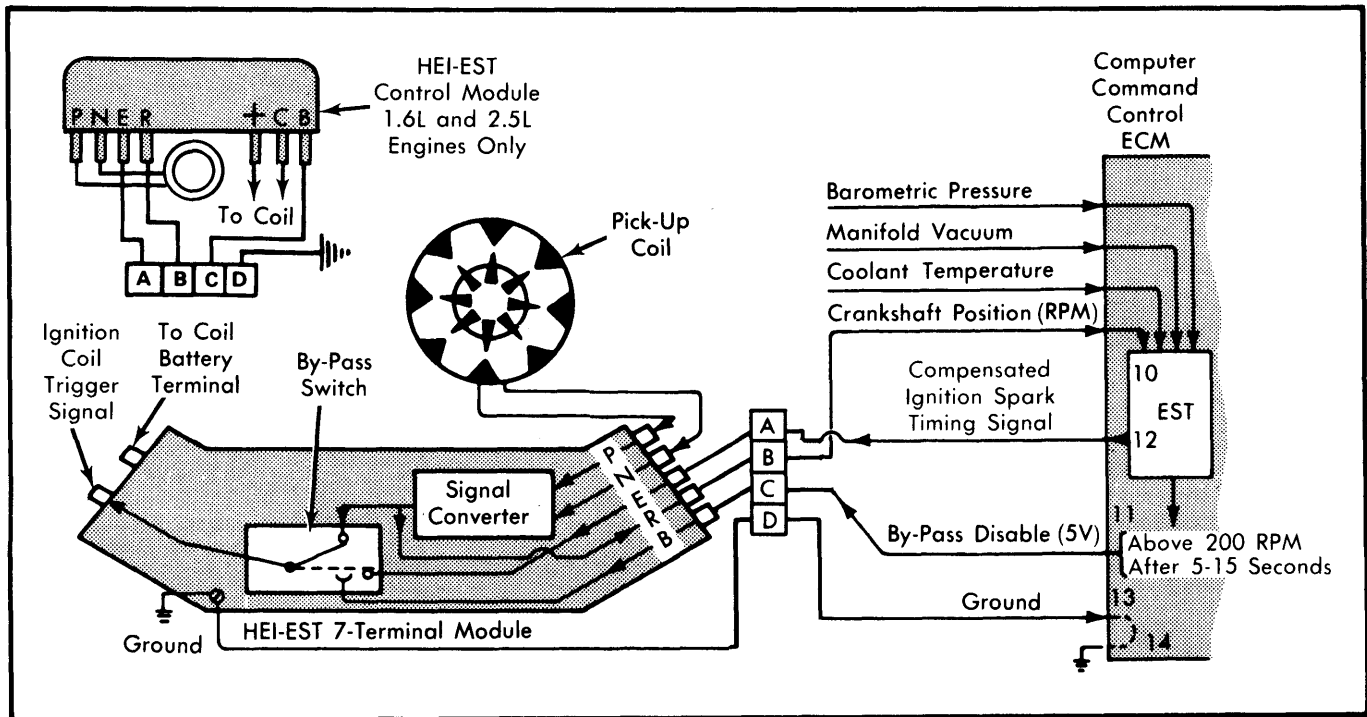 HEI-EST
Control Module
1.6L and 2.5L
Engines Only
P N E R + C B
To Coil
A B C D
Pick-Up
Coil
Ignition
Coil
Trigger
Signal
To Coil
Battery
Terminal
By-Pass
Switch
Signal
Converter
P N E R B
Ground
HEI-EST 7-Terminal Module
A
B
C
D
Computer
Command
Control
ECM
Barometric Pressure
Manifold Vacuum
Coolant Temperature
Crankshaft Position (RPM)
Compensated
Ignition Spark
Timing Signal
10
EST
12
By-Pass Disable (5V)
11
Above 200 RPM
After 5-15 Seconds
Ground
13
14